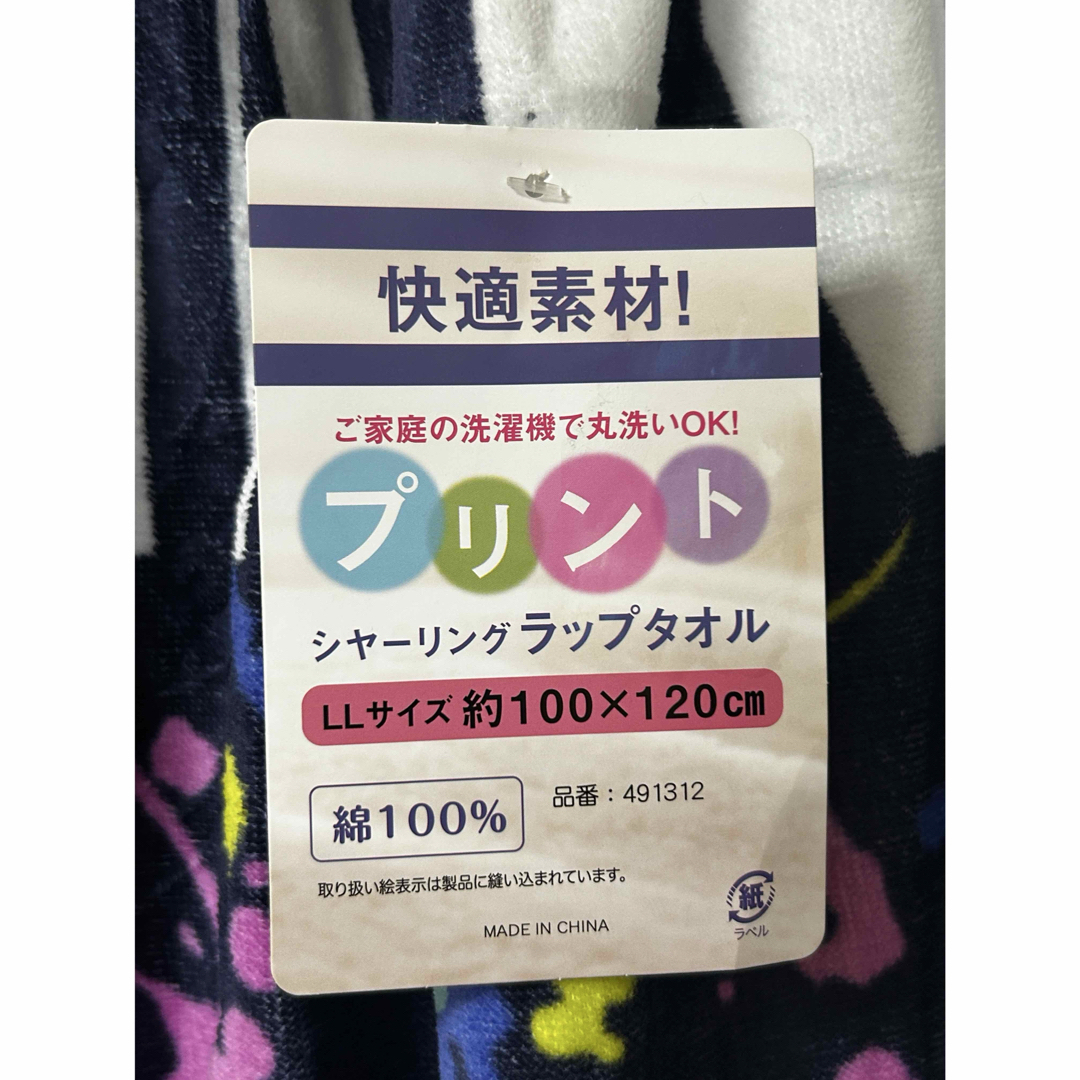 快適素材!
ご家庭の洗濯機で丸洗いOK!
プリント
シャーリングラップタオル
LLサイズ 約100×120cm
綿100%
品番：491312
取り扱い絵表示は製品に縫い込まれています。
MADE IN CHINA
紙
ラベル